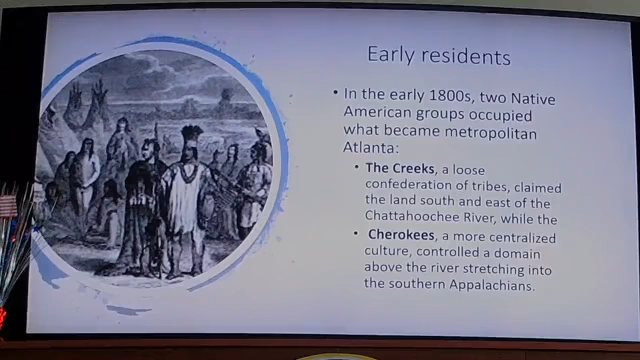 Early residents
• In the early 1800s, two Native
American groups occupied
what became metropolitan
Atlanta:
• The Creeks, a loose
confederation of tribes, claimed
the land south and east of the
Chattahoochee River, while the
• Cherokees, a more centralized
culture, controlled a domain
above the river stretching into
the southern Appalachians.